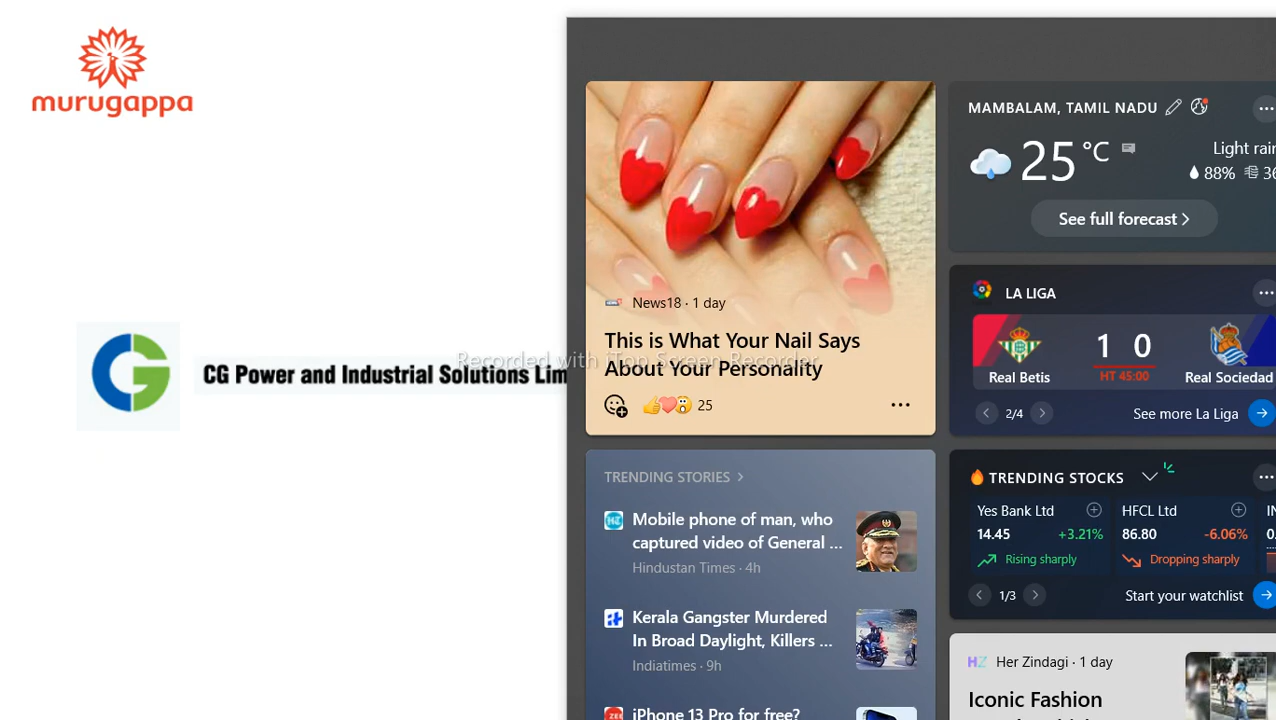 murugappa
CG Power and Industrial Solutions Lim
Recorded with iTop Screen Recorder
News18 · 1 day
This is What Your Nail Says
About Your Personality
25
TRENDING STORIES
Mobile phone of man, who
captured video of General ...
Hindustan Times · 4h
Kerala Gangster Murdered
In Broad Daylight, Killers ...
Indiatimes · 9h
iPhone 13 Pro for free?
MAMBALAM, TAMIL NADU
25 °C
Light rain
88% 36
See full forecast
LA LIGA
1 0
HT 45:00
Real Betis Real Sociedad
2/4 See more La Liga
TRENDING STOCKS
Yes Bank Ltd HFCL Ltd IN
14.45 +3.21% 86.80 -6.06% 0.
Rising sharply Dropping sharply
1/3 Start your watchlist
HZ Her Zindagi · 1 day
Iconic Fashion